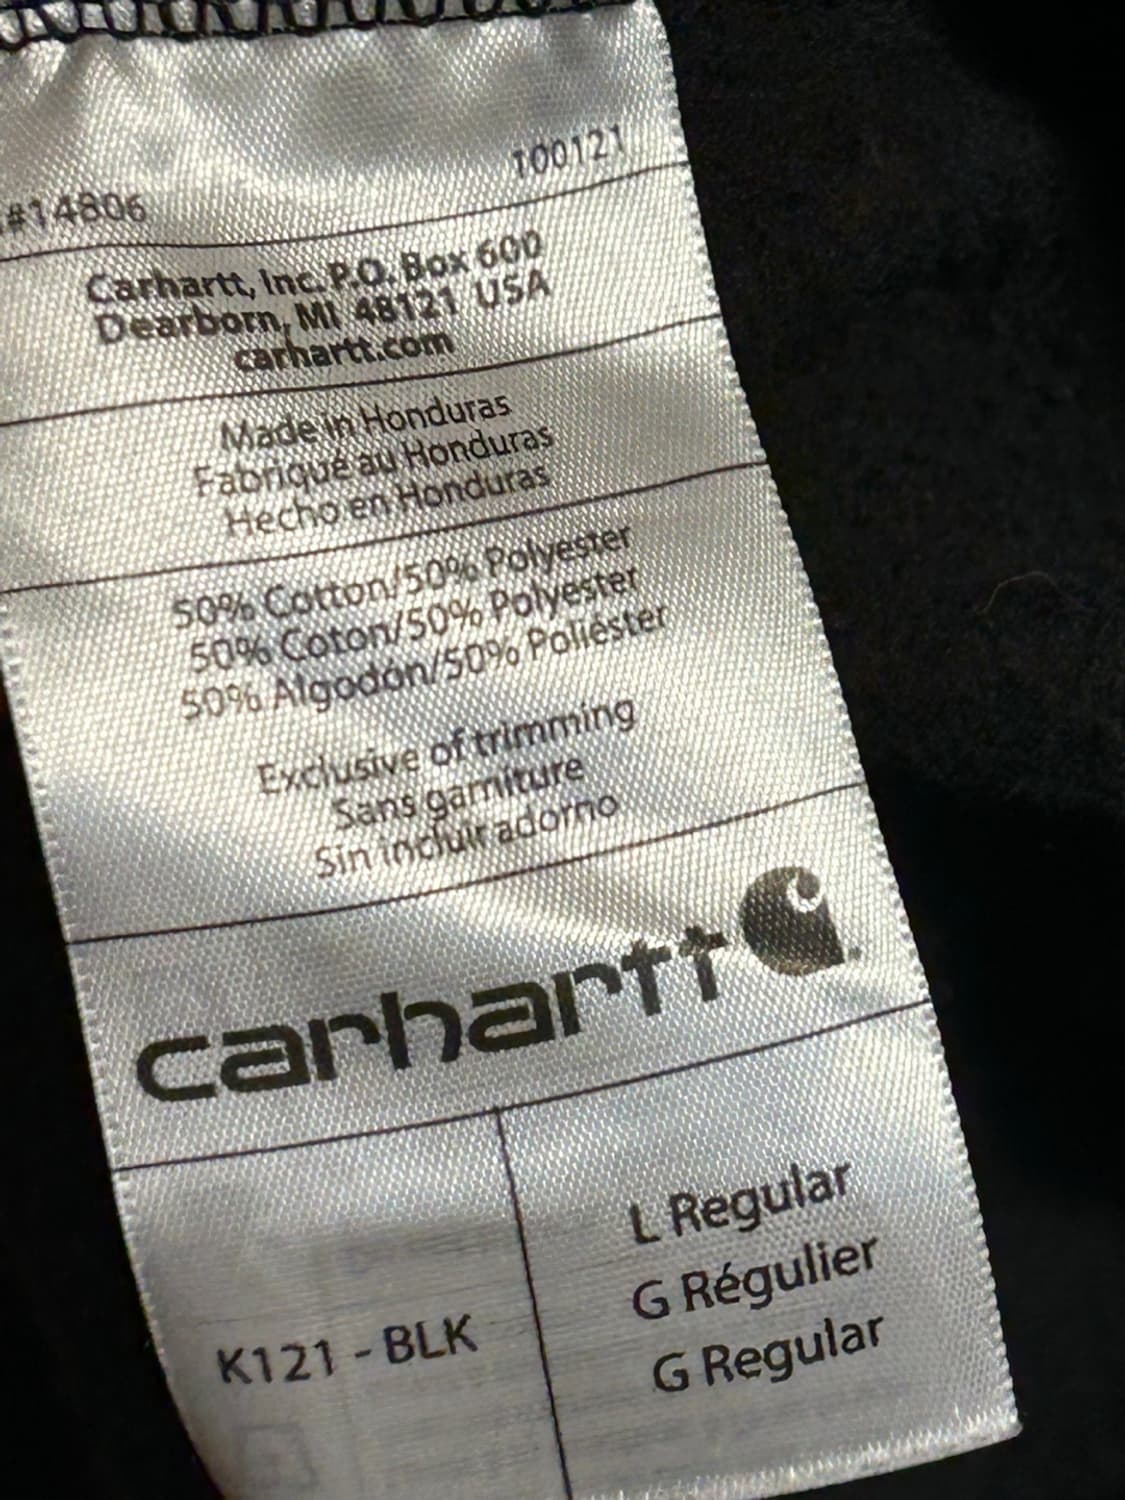 #14806
100121
Carhartt, Inc. P.O. Box 600
Dearborn, MI 48121 USA
carhartt.com
Made in Honduras
Fabriqué au Honduras
Hecho en Honduras
50% Cotton/50% Polyester
50% Coton/50% Polyester
50% Algodón/50% Poliéster
Exclusive of trimming
Sans garniture
Sin incluir adorno
carhartt
K121 - BLK
L Regular
G Régulier
G Regular